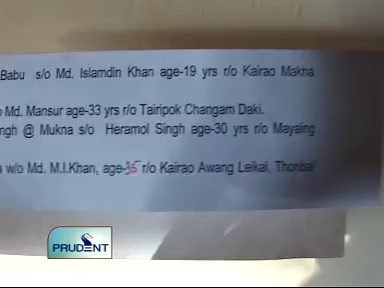 Babu s/o Md. Islamdin Khan age-19 yrs r/o Kairao Makha
Md. Mansur age-33 yrs r/o Tairipok Changam Daki.
ngh @ Mukna s/o Heramol Singh age-30 yrs r/o Mayaing
w/o Md. M.I.Khan, age-35 r/o Kairao Awang Leikai, Thonbal
PRUDENT